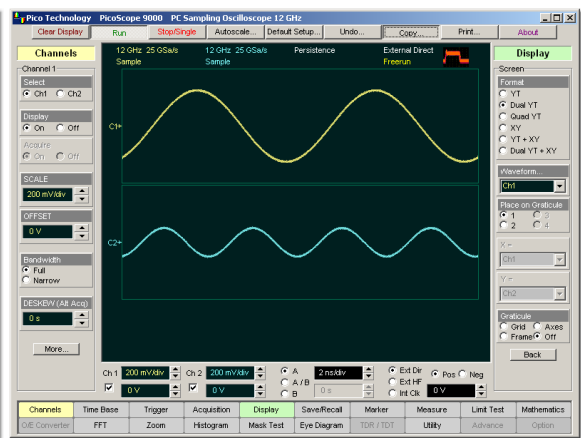 Pico Technology PicoScope 9000 PC Sampling Oscilloscope 12 GHz
Clear Display Run Stop/Single Autoscale... Default Setup... Undo... Copy... Print... About
Channels
Channel 1
Select
Ch1 Ch2
Display
On Off
Acquire
On Off
SCALE
200 mV/div
OFFSET
0 V
Bandwidth
Full
Narrow
DESKEW (Alt Acq)
0 s
More...
12 GHz 25 GSa/s 12 GHz 25 GSa/s Persistence External Direct
Sample Sample Freerun
C1
C2
Ch 1 200 mV/div Ch 2 200 mV/div A 2 ns/div Ext Dir Pos Neg
A / B Ext HF
0 V 0 V B 0 s Int Clk 0 V
Display
Screen
Format
YT
Dual YT
Quad YT
XY
YT + XY
Dual YT + XY
Waveform...
Ch1
Place on Graticule
1 3
2 4
X =
Ch1
Y =
Ch2
Graticule
Grid Axes
Frame Off
Back
Channels Time Base Trigger Acquisition Display Save/Recall Marker Measure Limit Test Mathematics
O/E Converter FFT Zoom Histogram Mask Test Eye Diagram TDR / TDT Utility Advance Option